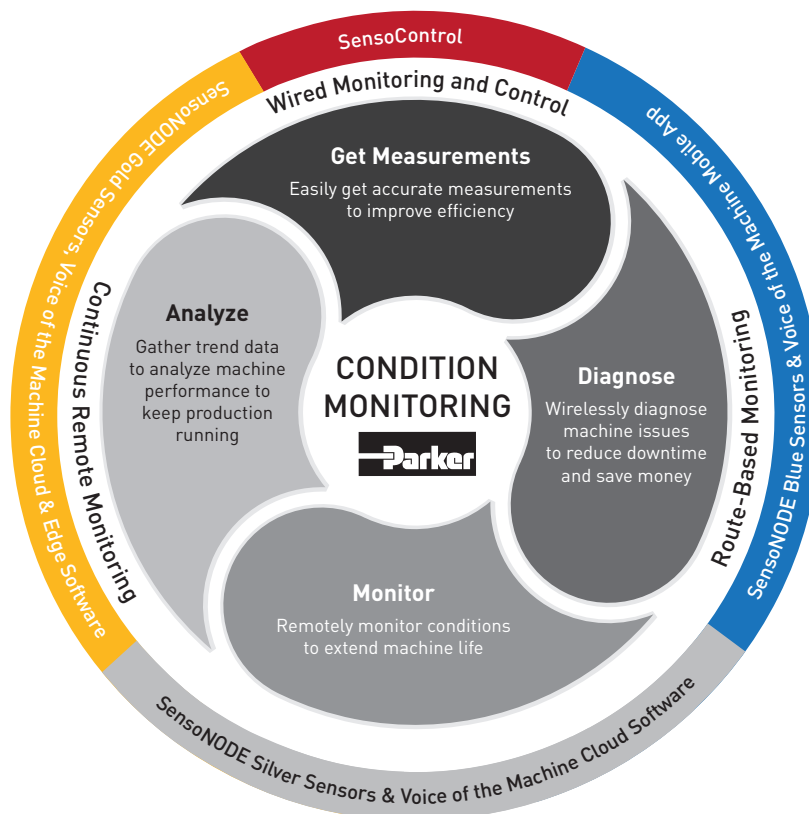 SensoControl
Wired Monitoring and Control
Get Measurements
Easily get accurate measurements
to improve efficiency
SensoNODE Blue Sensors & Voice of the Machine Mobile App
Route-Based Monitoring
Diagnose
Wirelessly diagnose
machine issues
to reduce downtime
and save money
SensoNODE Gold Sensors, Voice of the Machine Cloud & Edge Software
Continuous Remote Monitoring
Analyze
Gather trend data
to analyze machine
performance to
keep production
running
CONDITION
MONITORING
Parker
Monitor
Remotely monitor conditions
to extend machine life
SensoNODE Silver Sensors & Voice of the Machine Cloud Software